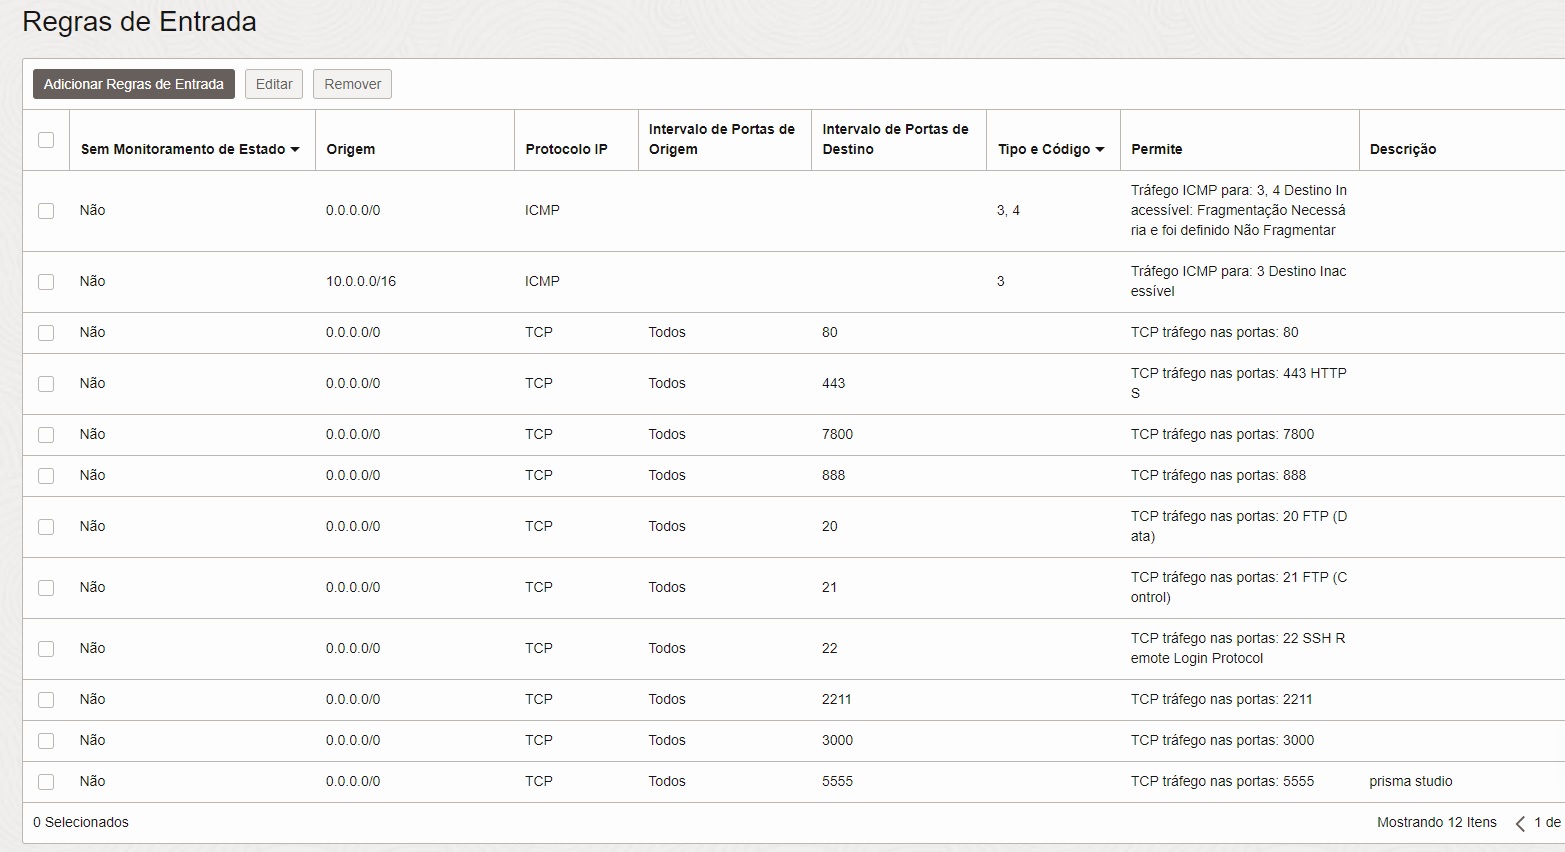 Regras de Entrada
Adicionar Regras de Entrada Editar Remover
Sem Monitoramento de Estado Origem Protocolo IP Intervalo de Portas de Origem Intervalo de Portas de Destino Tipo e Código Permite Descrição
Não 0.0.0.0/0 ICMP 3, 4 Tráfego ICMP para: 3, 4 Destino In
acessível: Fragmentação Necessá
ria e foi definido Não Fragmentar
Não 10.0.0.0/16 ICMP 3 Tráfego ICMP para: 3 Destino Inac
essível
Não 0.0.0.0/0 TCP Todos 80 TCP tráfego nas portas: 80
Não 0.0.0.0/0 TCP Todos 443 TCP tráfego nas portas: 443 HTTP
S
Não 0.0.0.0/0 TCP Todos 7800 TCP tráfego nas portas: 7800
Não 0.0.0.0/0 TCP Todos 888 TCP tráfego nas portas: 888
Não 0.0.0.0/0 TCP Todos 20 TCP tráfego nas portas: 20 FTP (D
ata)
Não 0.0.0.0/0 TCP Todos 21 TCP tráfego nas portas: 21 FTP (C
ontrol)
Não 0.0.0.0/0 TCP Todos 22 TCP tráfego nas portas: 22 SSH R
emote Login Protocol
Não 0.0.0.0/0 TCP Todos 2211 TCP tráfego nas portas: 2211
Não 0.0.0.0/0 TCP Todos 3000 TCP tráfego nas portas: 3000
Não 0.0.0.0/0 TCP Todos 5555 TCP tráfego nas portas: 5555 prisma studio
0 Selecionados Mostrando 12 Itens 1 de